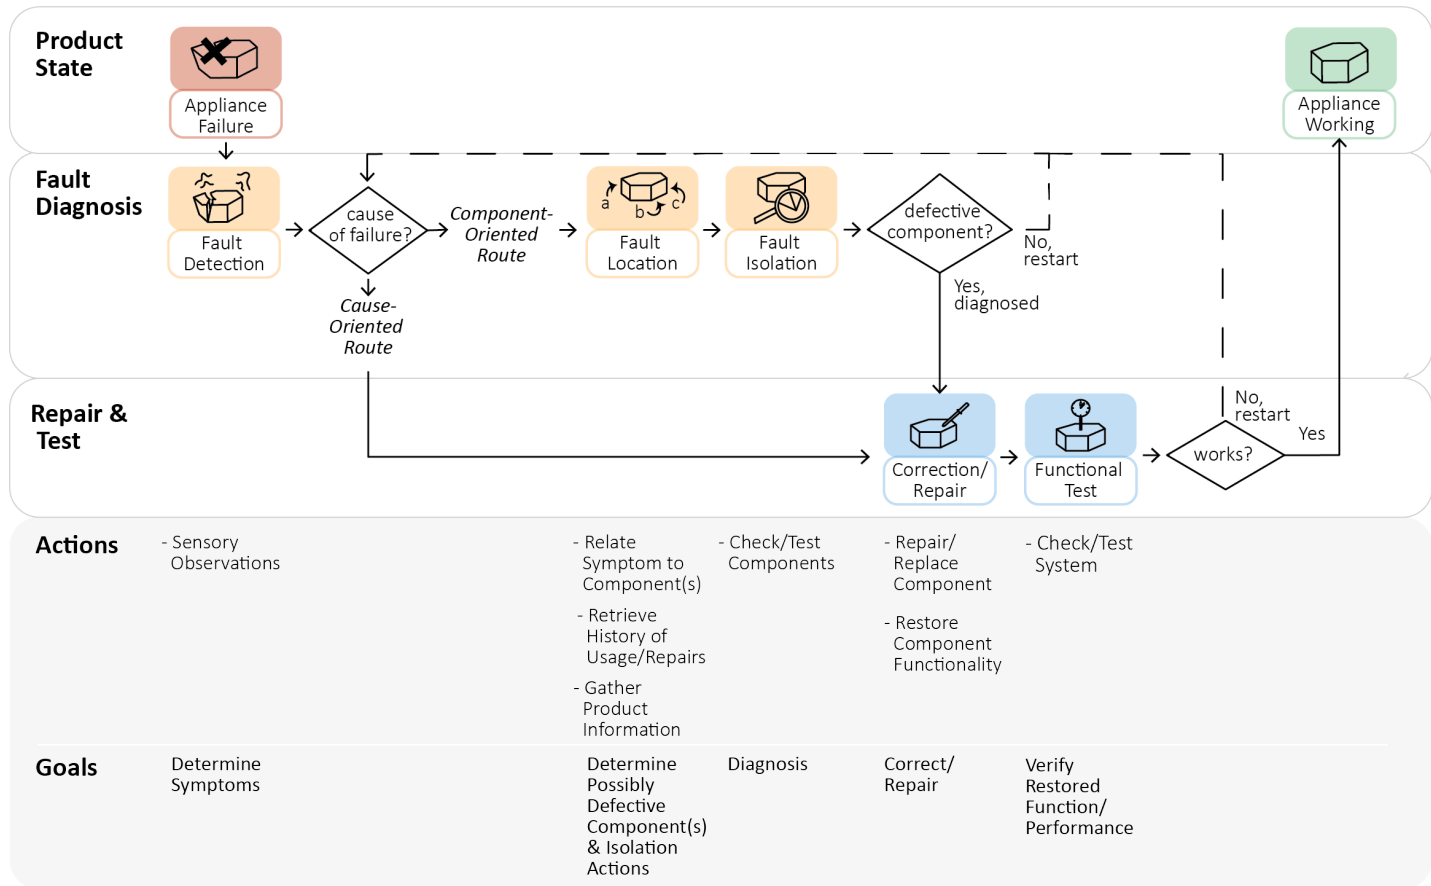 Product
State
Appliance
Failure
Appliance
Working
Fault
Diagnosis
Fault
Detection
cause
of failure?
Component-
Oriented
Route
Cause-
Oriented
Route
a
b
c
Fault
Location
Fault
Isolation
defective
component?
No,
restart
Yes,
diagnosed
Repair &
Test
Correction/
Repair
Functional
Test
works?
No,
restart
Yes
Actions
- Sensory
Observations
- Relate
Symptom to
Component(s)
- Retrieve
History of
Usage/Repairs
- Gather
Product
Information
- Check/Test
Components
- Repair/
Replace
Component
- Restore
Component
Functionality
- Check/Test
System
Goals
Determine
Symptoms
Determine
Possibly
Defective
Component(s)
& Isolation
Actions
Diagnosis
Correct/
Repair
Verify
Restored
Function/
Performance